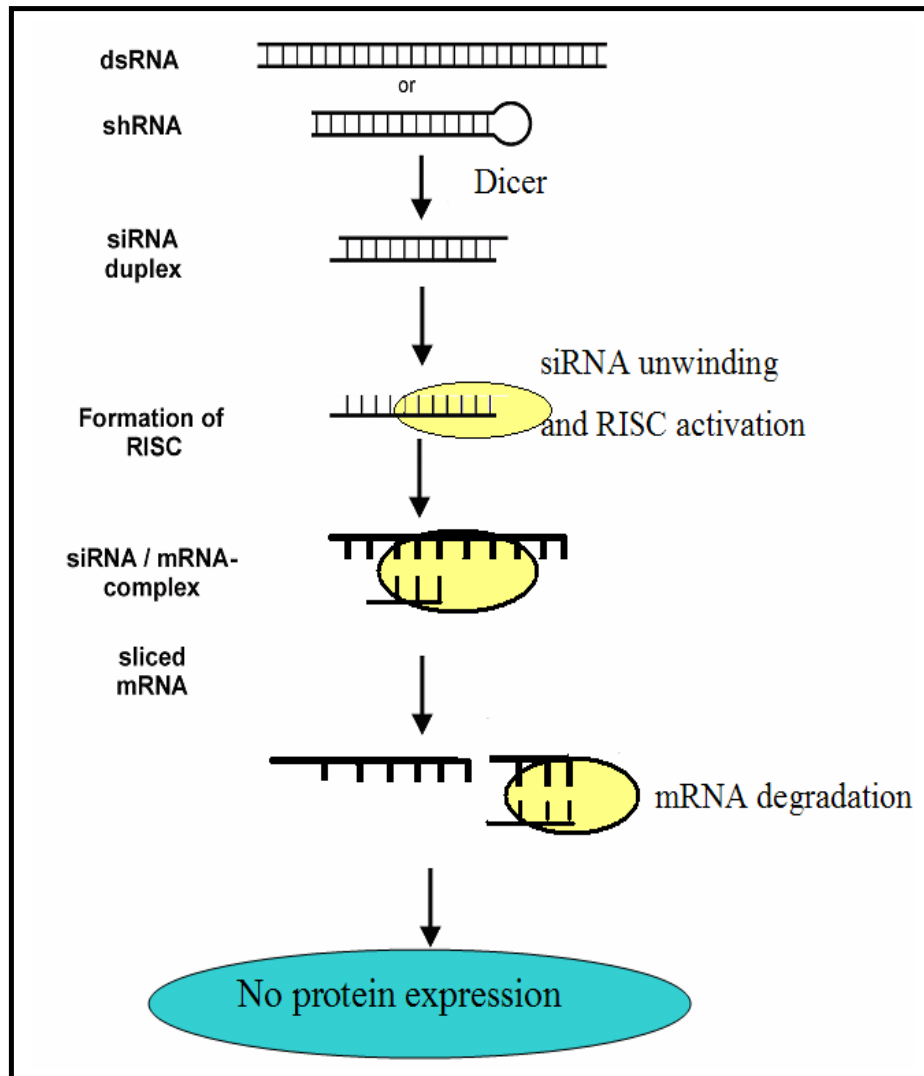 dsRNA
or
shRNA
Dicer
siRNA
duplex
siRNA unwinding
and RISC activation
Formation of
RISC
siRNA / mRNA-
complex
sliced
mRNA
mRNA degradation
No protein expression